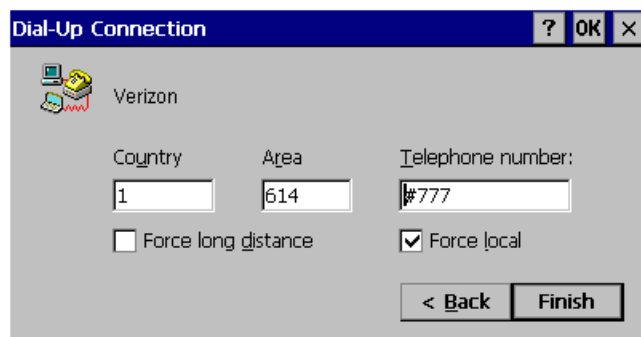 Dial-Up Connection ? OK ×
Verizon
Country Area Telephone number:
1 614 #777
Force long distance Force local
< Back Finish